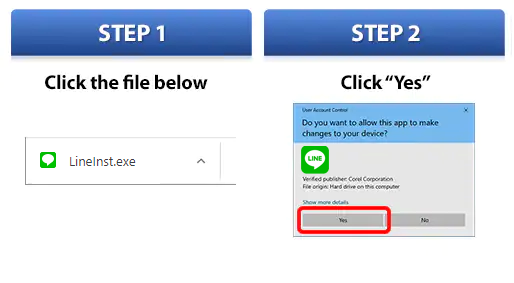 STEP 1
Click the file below
LineInst.exe
STEP 2
Click “Yes”
User Account Control
Do you want to allow this app to make
changes to your device?
LINE
Verified publisher: Corel Corporation
File origin: Hard drive on this computer
Show more details
Yes
No